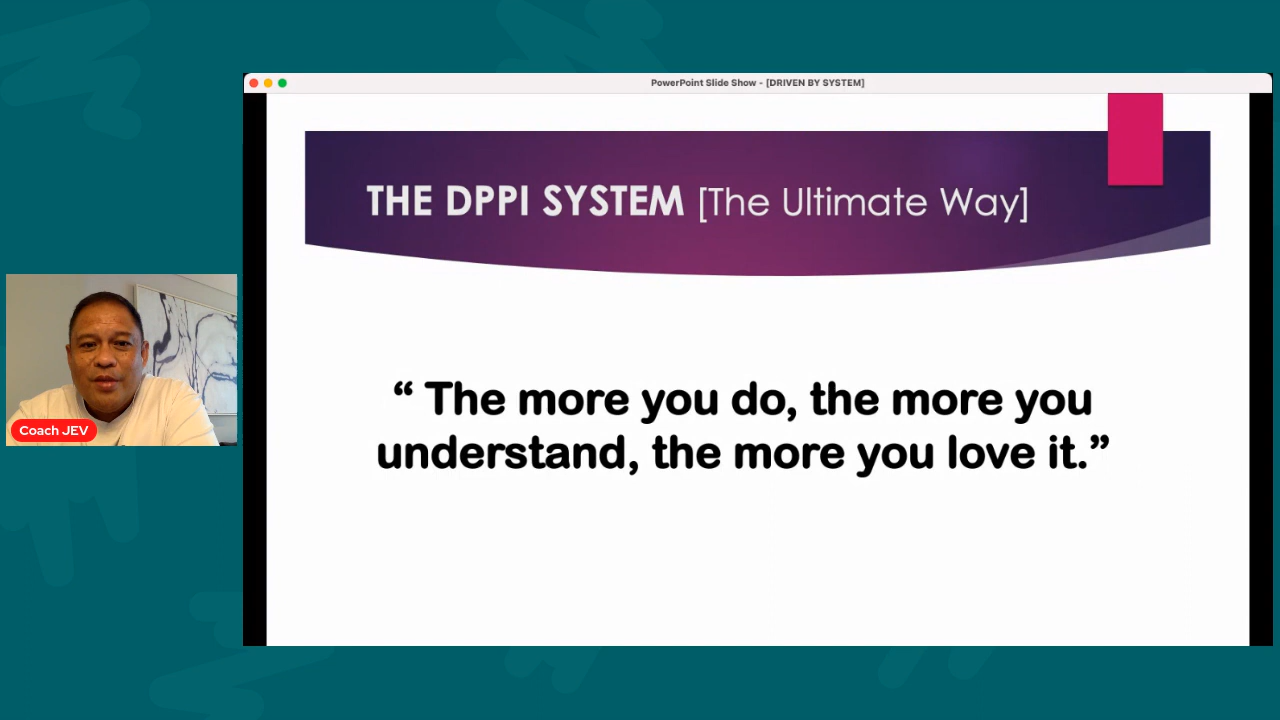 PowerPoint Slide Show - [DRIVEN BY SYSTEM]
THE DPPI SYSTEM [The Ultimate Way]
“ The more you do, the more you
understand, the more you love it.”
Coach JEV